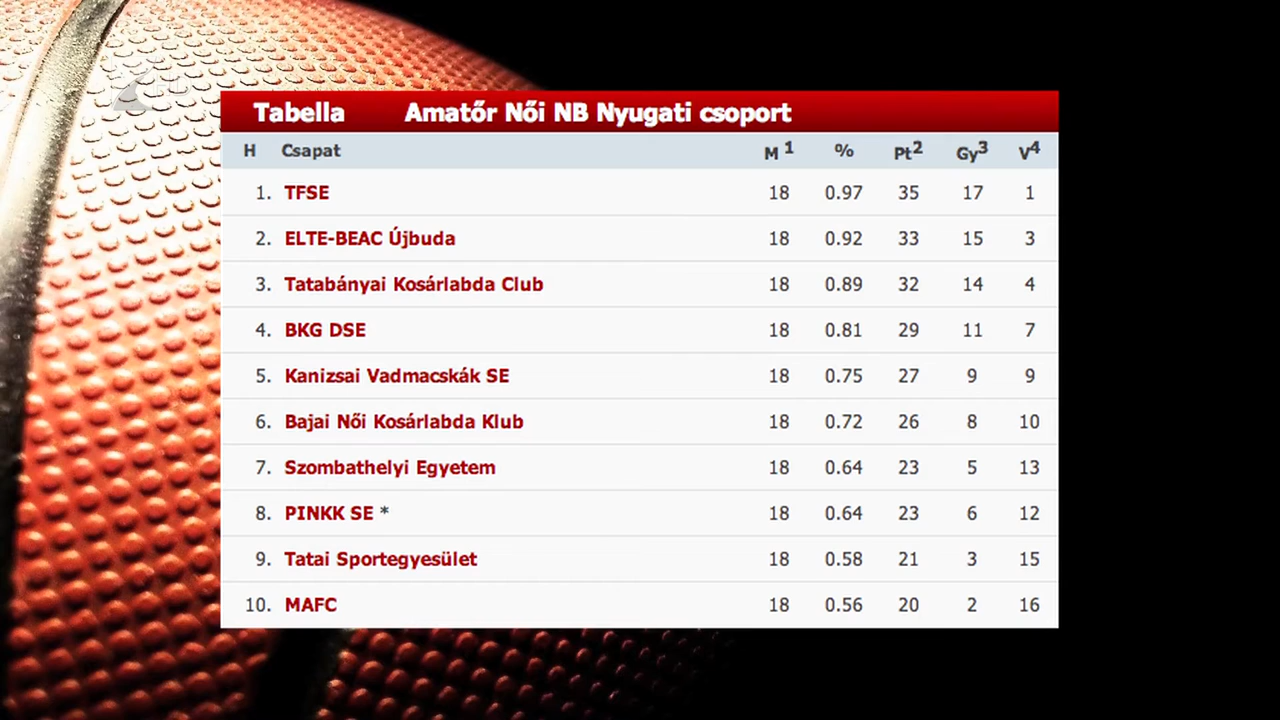 Tabella Amatőr Női NB Nyugati csoport
H Csapat M 1 % Pt2 Gy3 V4
1. TFSE 18 0.97 35 17 1
2. ELTE-BEAC Újbuda 18 0.92 33 15 3
3. Tatabányai Kosárlabda Club 18 0.89 32 14 4
4. BKG DSE 18 0.81 29 11 7
5. Kanizsai Vadmacskák SE 18 0.75 27 9 9
6. Bajai Női Kosárlabda Klub 18 0.72 26 8 10
7. Szombathelyi Egyetem 18 0.64 23 5 13
8. PINKK SE * 18 0.64 23 6 12
9. Tatai Sportegyesület 18 0.58 21 3 15
10. MAFC 18 0.56 20 2 16